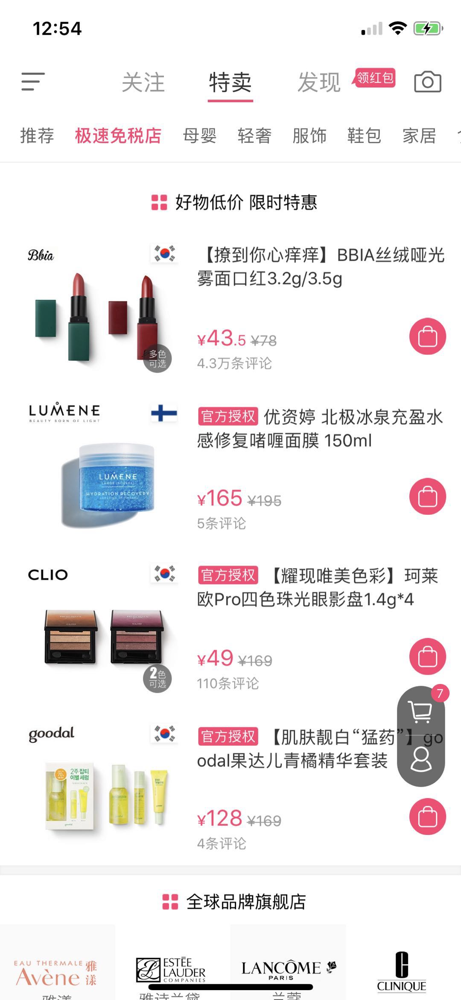 12:54
关注
特卖
发现
领红包
推荐
极速免税店
母婴
轻奢
服饰
鞋包
家居
好物低价 限时特惠
Bbia
【撩到你心痒痒】BBIA丝绒哑光
雾面口红3.2g/3.5g
多色
可选
¥43.5 ¥78
4.3万条评论
LUMENE
BEAUTY BORN OF LIGHT
官方授权 优资婷 北极冰泉充盈水
感修复啫喱面膜 150ml
LUMENE
LÄHDE [SOURCE]
HYDRATION RECOVERY
¥165 ¥195
5条评论
CLIO
官方授权 【耀现唯美色彩】珂莱
欧Pro四色珠光眼影盘1.4g*4
CLIO
CLIO
2色
可选
¥49 ¥169
110条评论
7
goodal
官方授权 【肌肤靓白“猛药”】go
odal果达儿青橘精华套装
70%
2주 잡티
이별 세럼
goodal
goodal
¥128 ¥169
4条评论
全球品牌旗舰店
EAU THERMALE
Avène
雅
漾
ESTĒE
LAUDER
COMPANIES
LANCÔME
PARIS
CLINIQUE
雅漾
雅诗兰黛
兰蔻